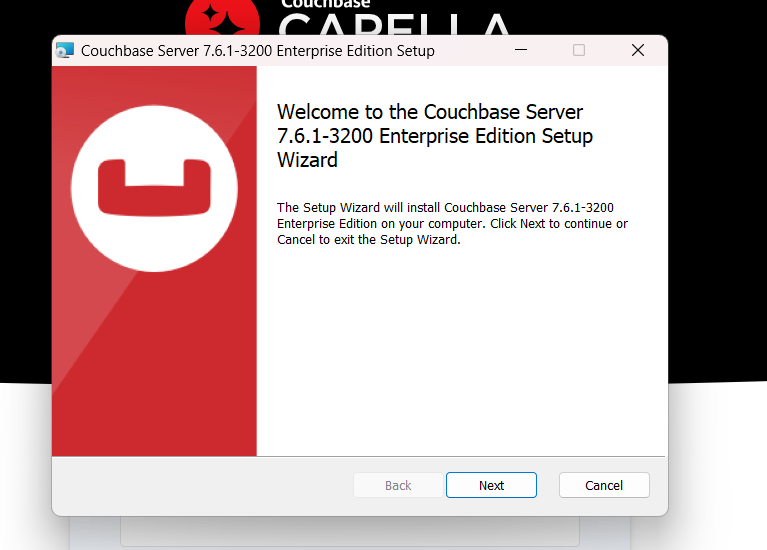 Couchbase
CAPELLA
Couchbase Server 7.6.1-3200 Enterprise Edition Setup
Welcome to the Couchbase Server
7.6.1-3200 Enterprise Edition Setup
Wizard
The Setup Wizard will install Couchbase Server 7.6.1-3200
Enterprise Edition on your computer. Click Next to continue or
Cancel to exit the Setup Wizard.
Back
Next
Cancel